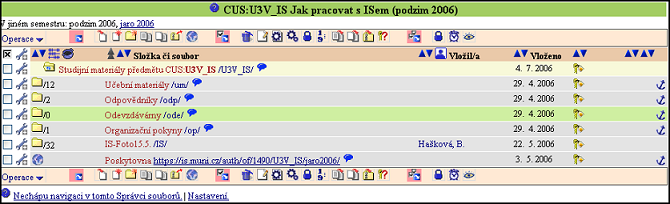 CUS:U3V_IS Jak pracovat s ISem (podzim 2006)
V jiném semestru: podzim 2006, jaro 2006
Operace
Složka či soubor Vložil/a Vloženo
Studijní materiály předmětu CUS:U3V_IS /U3V_IS/ 4. 7. 2006
/12 Učební materiály /um/ 29. 4. 2006
/2 Odpovědníky /odp/ 29. 4. 2006
/0 Odevzdávárny /ode/ 29. 4. 2006
/1 Organizační pokyny /op/ 29. 4. 2006
/32 IS-Foto15.5. /IS/ Hašková, B. 22. 5. 2006
Poskytovna https://is.muni.cz/auth/of/1490/U3V_IS/jaro2006/ 3. 5. 2006
Operace
Nechápu navigaci v tomto Správci souborů. | Nastavení.